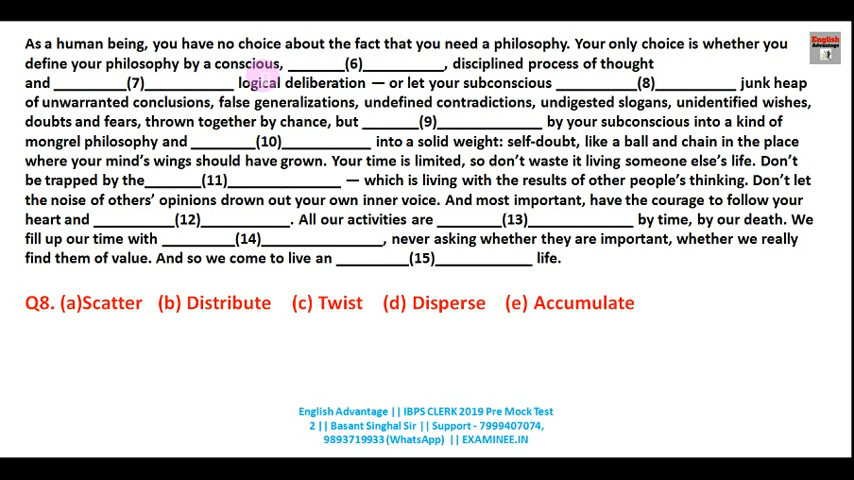 As a human being, you have no choice about the fact that you need a philosophy. Your only choice is whether you
define your philosophy by a conscious, ________(6)___________, disciplined process of thought
and __________(7)____________ logical deliberation — or let your subconscious ___________(8)___________ junk heap
of unwarranted conclusions, false generalizations, undefined contradictions, undigested slogans, unidentified wishes,
doubts and fears, thrown together by chance, but ________(9)______________ by your subconscious into a kind of
mongrel philosophy and _________(10)____________ into a solid weight: self-doubt, like a ball and chain in the place
where your mind's wings should have grown. Your time is limited, so don't waste it living someone else's life. Don't
be trapped by the________(11)________________ — which is living with the results of other people's thinking. Don't let
the noise of others' opinions drown out your own inner voice. And most important, have the courage to follow your
heart and ___________(12)____________. All our activities are _________(13)______________ by time, by our death. We
fill up our time with __________(14)_________________, never asking whether they are important, whether we really
find them of value. And so we come to live an __________(15)_____________ life.
English
Advantage
Q8. (a)Scatter (b) Distribute (c) Twist (d) Disperse (e) Accumulate
English Advantage || IBPS CLERK 2019 Pre Mock Test
2 || Basant Singhal Sir || Support - 7999407074,
9893719933(WhatsApp) || EXAMINEE.IN